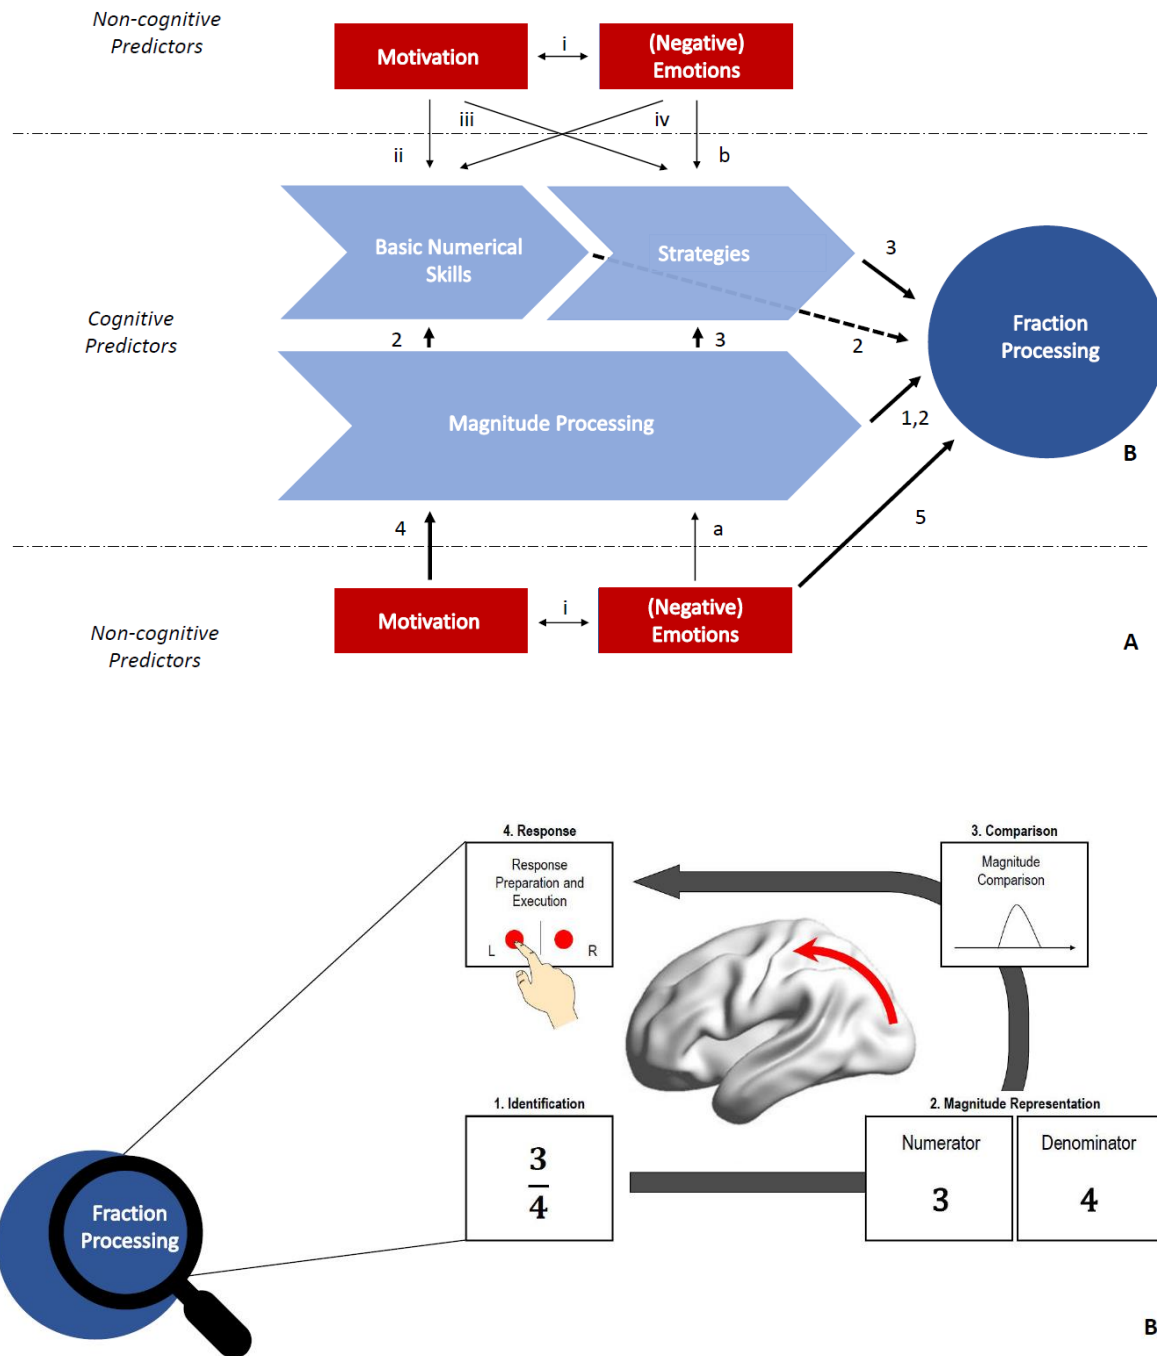 Non-cognitive
Predictors
Motivation
i
(Negative)
Emotions
iii
iv
ii
b
Basic Numerical
Skills
Strategies
3
Cognitive
Predictors
2
3
2
Fraction
Processing
Magnitude Processing
1,2
B
4
a
5
Non-cognitive
Predictors
Motivation
i
(Negative)
Emotions
A
4. Response
Response
Preparation and
Execution
L
R
3. Comparison
Magnitude
Comparison
1. Identification
3
4
2. Magnitude Representation
Numerator
3
Denominator
4
Fraction
Processing
B